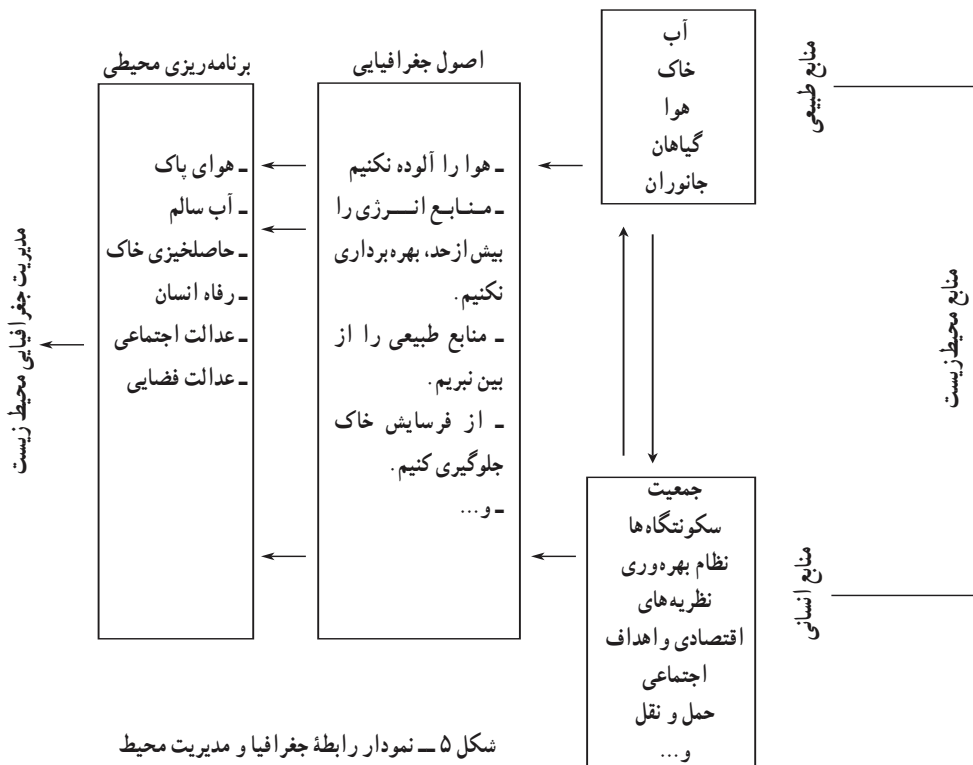 منابع محیط زیست
منابع طبیعی
آب
خاک
هوا
گیاهان
جانوران
منابع انسانی
جمعیت
سکونتگاه‌ها
نظام بهره‌وری
نظریه‌های
اقتصادی و اهداف
اجتماعی
حمل و نقل
و...
اصول جغرافیایی
ـ هوا را آلوده نکنیم
ـ منابع انرژی را
بیش از حد، بهره‌برداری
نکنیم.
ـ منابع طبیعی را از
بین نبریم.
ـ از فرسایش خاک
جلوگیری کنیم.
ـ و...
برنامه‌ریزی محیطی
ـ هوای پاک
ـ آب سالم
ـ حاصلخیزی خاک
ـ رفاه انسان
ـ عدالت اجتماعی
ـ عدالت فضایی
مدیریت جغرافیایی محیط زیست
شکل ۵ ــ نمودار رابطهٔ جغرافیا و مدیریت محیط